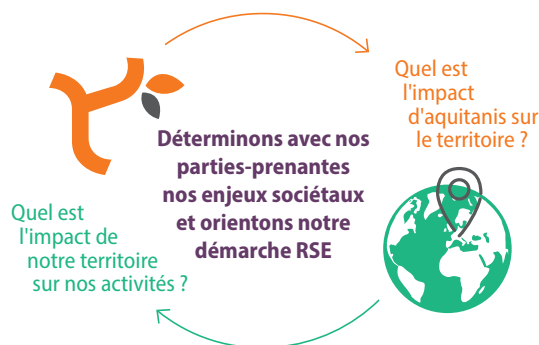 Quel est
l'impact
d'aquitanis sur
le territoire ?
Déterminons avec nos
parties-prenantes
nos enjeux sociétaux
et orientons notre
démarche RSE
Quel est
l'impact de
notre territoire
sur nos activités ?